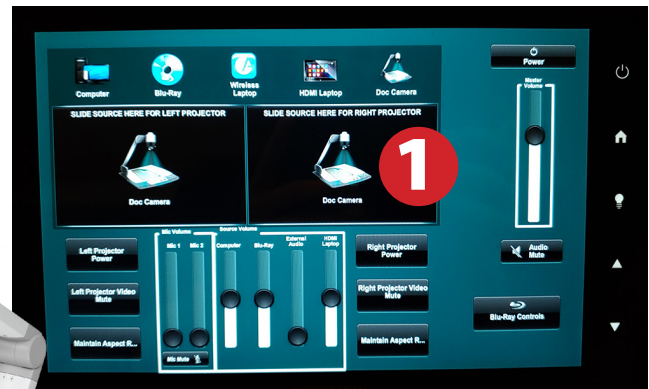 Power
Computer
Blu-Ray
Wireless
Laptop
HDMI Laptop
Doc Camera
Master
Volume
SLIDE SOURCE HERE FOR LEFT PROJECTOR
SLIDE SOURCE HERE FOR RIGHT PROJECTOR
1
Doc Camera
Doc Camera
Mic Volume
Source Volume
Left Projector
Power
Mic 1
Mic 2
Computer
Blu-Ray
External
Audio
HDMI
Laptop
Right Projector
Power
Audio
Mute
Left Projector Video
Mute
Right Projector Video
Mute
Blu-Ray Controls
Maintain Aspect R...
Mic Mute
Maintain Aspect R...